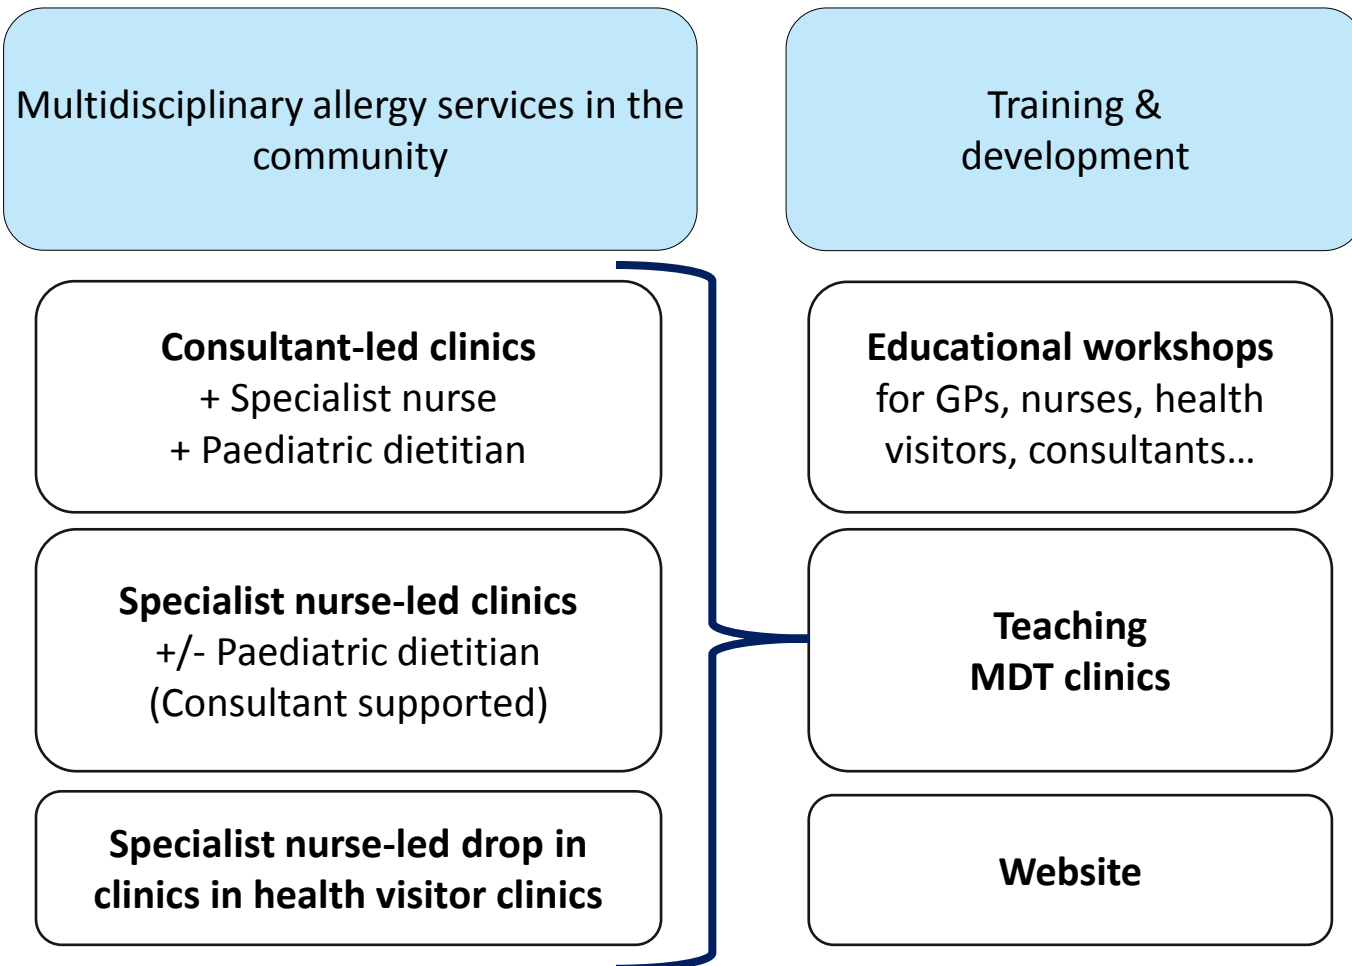 Multidisciplinary allergy services in the
community
Training &
development
Consultant-led clinics
+ Specialist nurse
+ Paediatric dietitian
Educational workshops
for GPs, nurses, health
visitors, consultants…
Specialist nurse-led clinics
+/- Paediatric dietitian
(Consultant supported)
Teaching
MDT clinics
Specialist nurse-led drop in
clinics in health visitor clinics
Website